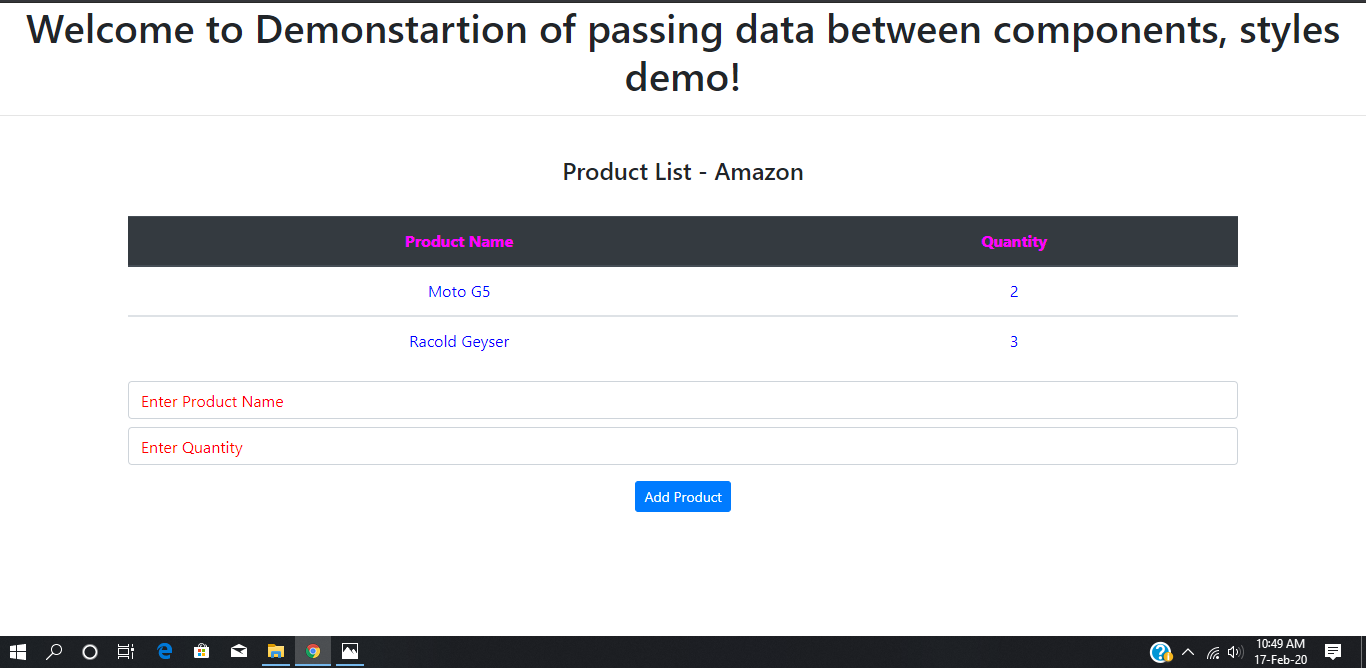 Welcome to Demonstartion of passing data between components, styles
demo!
Product List - Amazon
Product Name Quantity
Moto G5 2
Racold Geyser 3
Enter Product Name
Enter Quantity
Add Product
10:49 AM
17-Feb-20